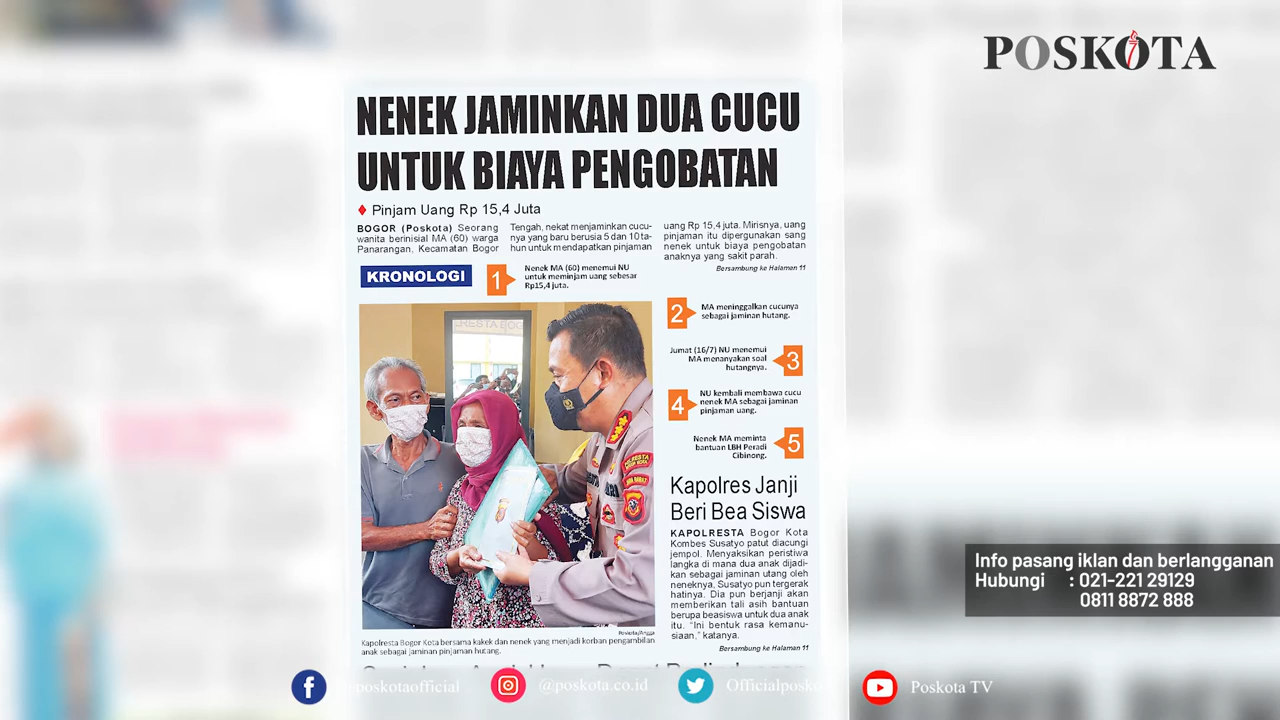 POSKOTA
NENEK JAMINKAN DUA CUCU
UNTUK BIAYA PENGOBATAN
Pinjam Uang Rp 15,4 Juta
BOGOR (Poskota) Seorang
wanita berinisial MA (60) warga
Panarangan, Kecamatan Bogor
Tengah, nekat menjaminkan cucu-
nya yang baru berusia 5 dan 10 ta-
hun untuk mendapatkan pinjaman
uang Rp 15,4 juta. Mirisnya, uang
pinjaman itu dipergunakan sang
nenek untuk biaya pengobatan
anaknya yang sakit parah.
Bersambung ke Halaman 11
KRONOLOGI
1
Nenek MA (60) menemui NU
untuk meminjam uang sebesar
Rp15,4 juta.
2
MA meninggalkan cucunya
sebagai jaminan hutang.
Jumat (16/7) NU menemui
MA menanyakan soal
hutangnya.
3
4
NU kembali membawa cucu
nenek MA sebagai jaminan
pinjaman uang.
Nenek MA meminta
bantuan LBH Peradi
Cibinong.
5
RESTA BOGO
Kapolres Janji
Beri Bea Siswa
KAPOLRESTA Bogor Kota
Kombes Susatyo patut diacungi
jempol. Menyaksikan peristiwa
langka di mana dua anak dijadi-
kan sebagai jaminan utang oleh
neneknya, Susatyo pun tergerak
hatinya. Dia pun berjanji akan
memberikan tali asih bantuan
berupa beasiswa untuk dua anak
itu. "Ini bentuk rasa kemanu-
siaan," katanya.
Bersambung ke Halaman 11
Poskota/Angga
Kapolresta Bogor Kota bersama kakek dan nenek yang menjadi korban pengambilan
anak sebagai jaminan pinjaman hutang.
Info pasang iklan dan berlangganan
Hubungi : 021-221 29129
0811 8872 888
poskotaofficial
@poskota.co.id
Officialposko
Poskota TV